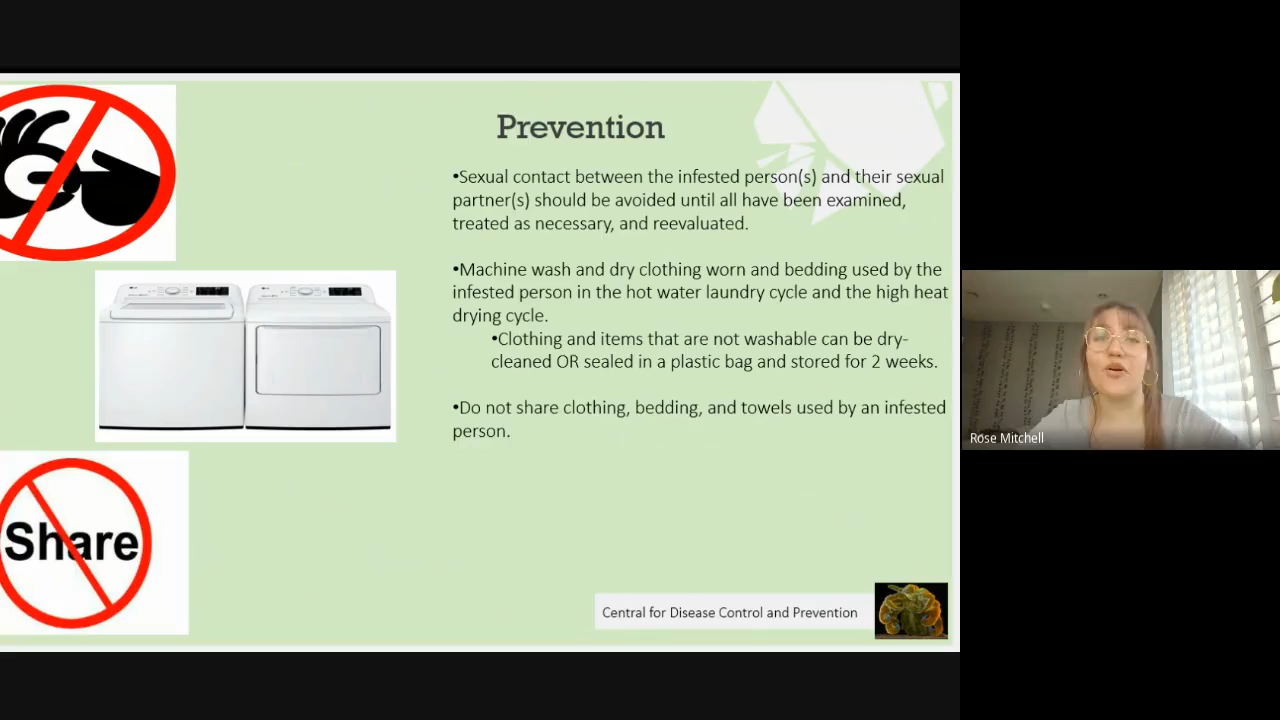 Prevention
•Sexual contact between the infested person(s) and their sexual
partner(s) should be avoided until all have been examined,
treated as necessary, and reevaluated.
•Machine wash and dry clothing worn and bedding used by the
infested person in the hot water laundry cycle and the high heat
drying cycle.
•Clothing and items that are not washable can be dry-
cleaned OR sealed in a plastic bag and stored for 2 weeks.
•Do not share clothing, bedding, and towels used by an infested
person.
Share
Central for Disease Control and Prevention
Rose Mitchell